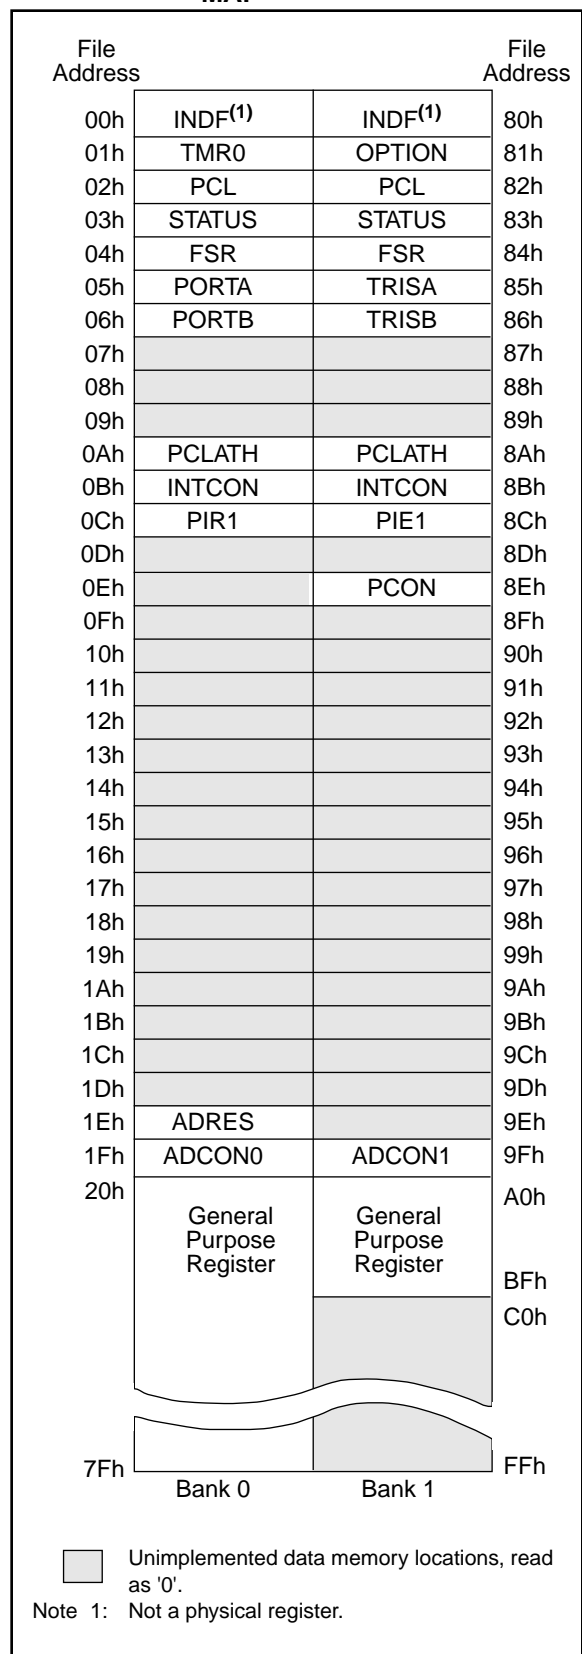 MAP
File Address File Address
00h INDF(1) INDF(1) 80h
01h TMR0 OPTION 81h
02h PCL PCL 82h
03h STATUS STATUS 83h
04h FSR FSR 84h
05h PORTA TRISA 85h
06h PORTB TRISB 86h
07h 87h
08h 88h
09h 89h
0Ah PCLATH PCLATH 8Ah
0Bh INTCON INTCON 8Bh
0Ch PIR1 PIE1 8Ch
0Dh 8Dh
0Eh PCON 8Eh
0Fh 8Fh
10h 90h
11h 91h
12h 92h
13h 93h
14h 94h
15h 95h
16h 96h
17h 97h
18h 98h
19h 99h
1Ah 9Ah
1Bh 9Bh
1Ch 9Ch
1Dh 9Dh
1Eh ADRES 9Eh
1Fh ADCON0 ADCON1 9Fh
20h A0h
General General
Purpose Purpose
Register Register
BFh
C0h
7Fh FFh
Bank 0 Bank 1
Unimplemented data memory locations, read
as '0'.
Note 1: Not a physical register.